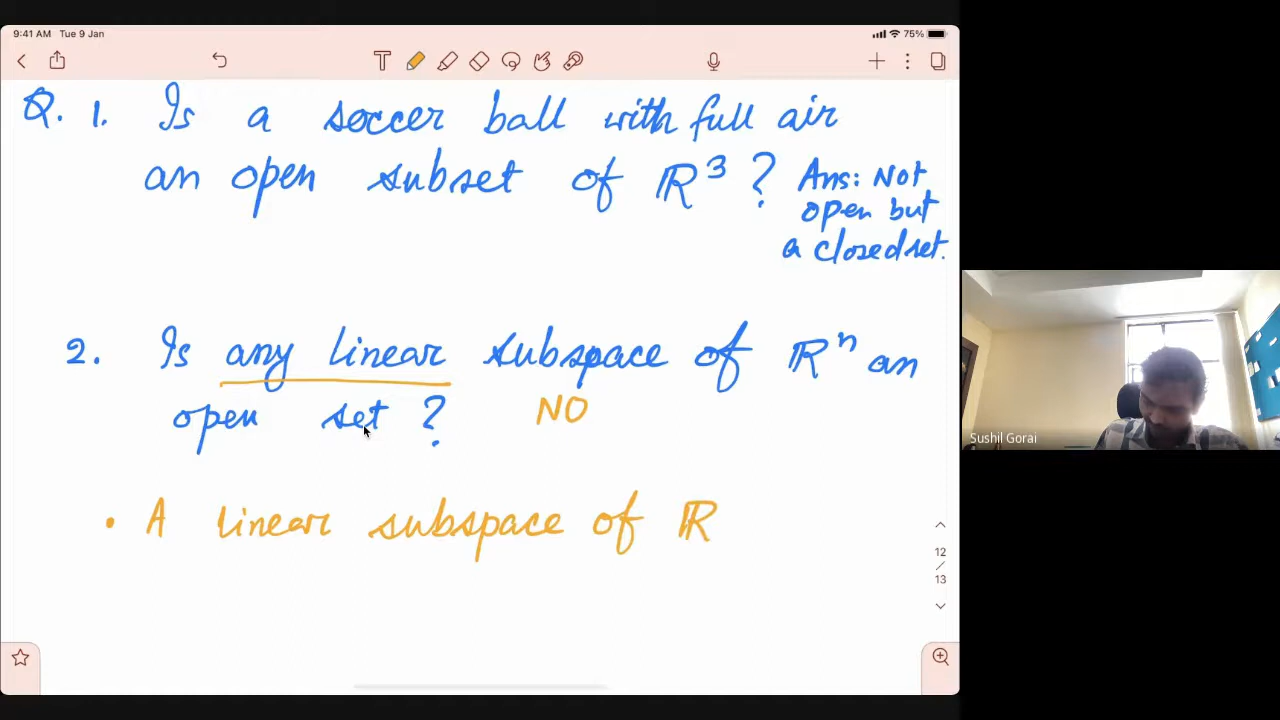 9:41 AM Tue 9 Jan
75%
Q. 1. Is a soccer ball with full air
an open subset of ℝ³ ?
Ans: Not
open but
a closed set.
2. Is any linear subspace of ℝⁿ an
open set ? NO
• A linear subspace of ℝ
12
/
13
Sushil Gorai